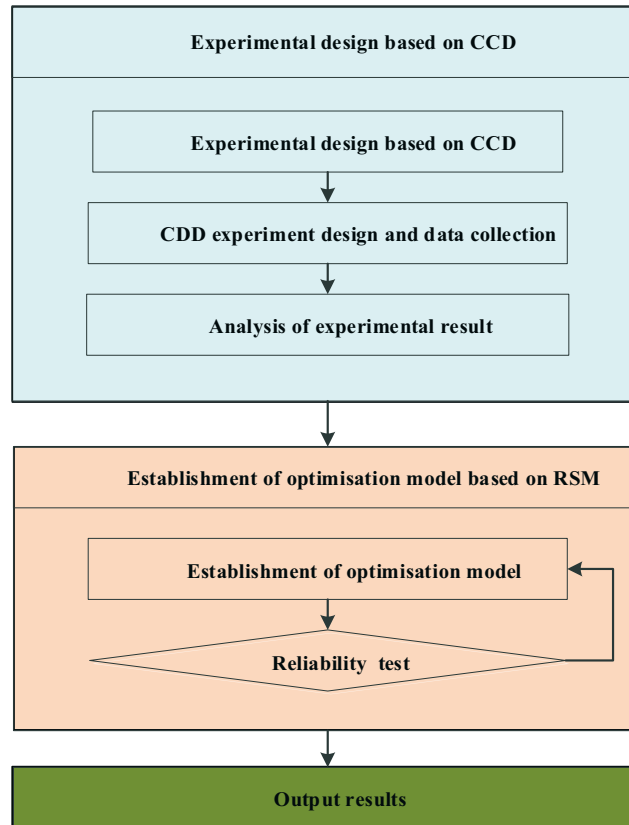 Experimental design based on CCD
Experimental design based on CCD
CDD experiment design and data collection
Analysis of experimental result
Establishment of optimisation model based on RSM
Establishment of optimisation model
Reliability test
Output results